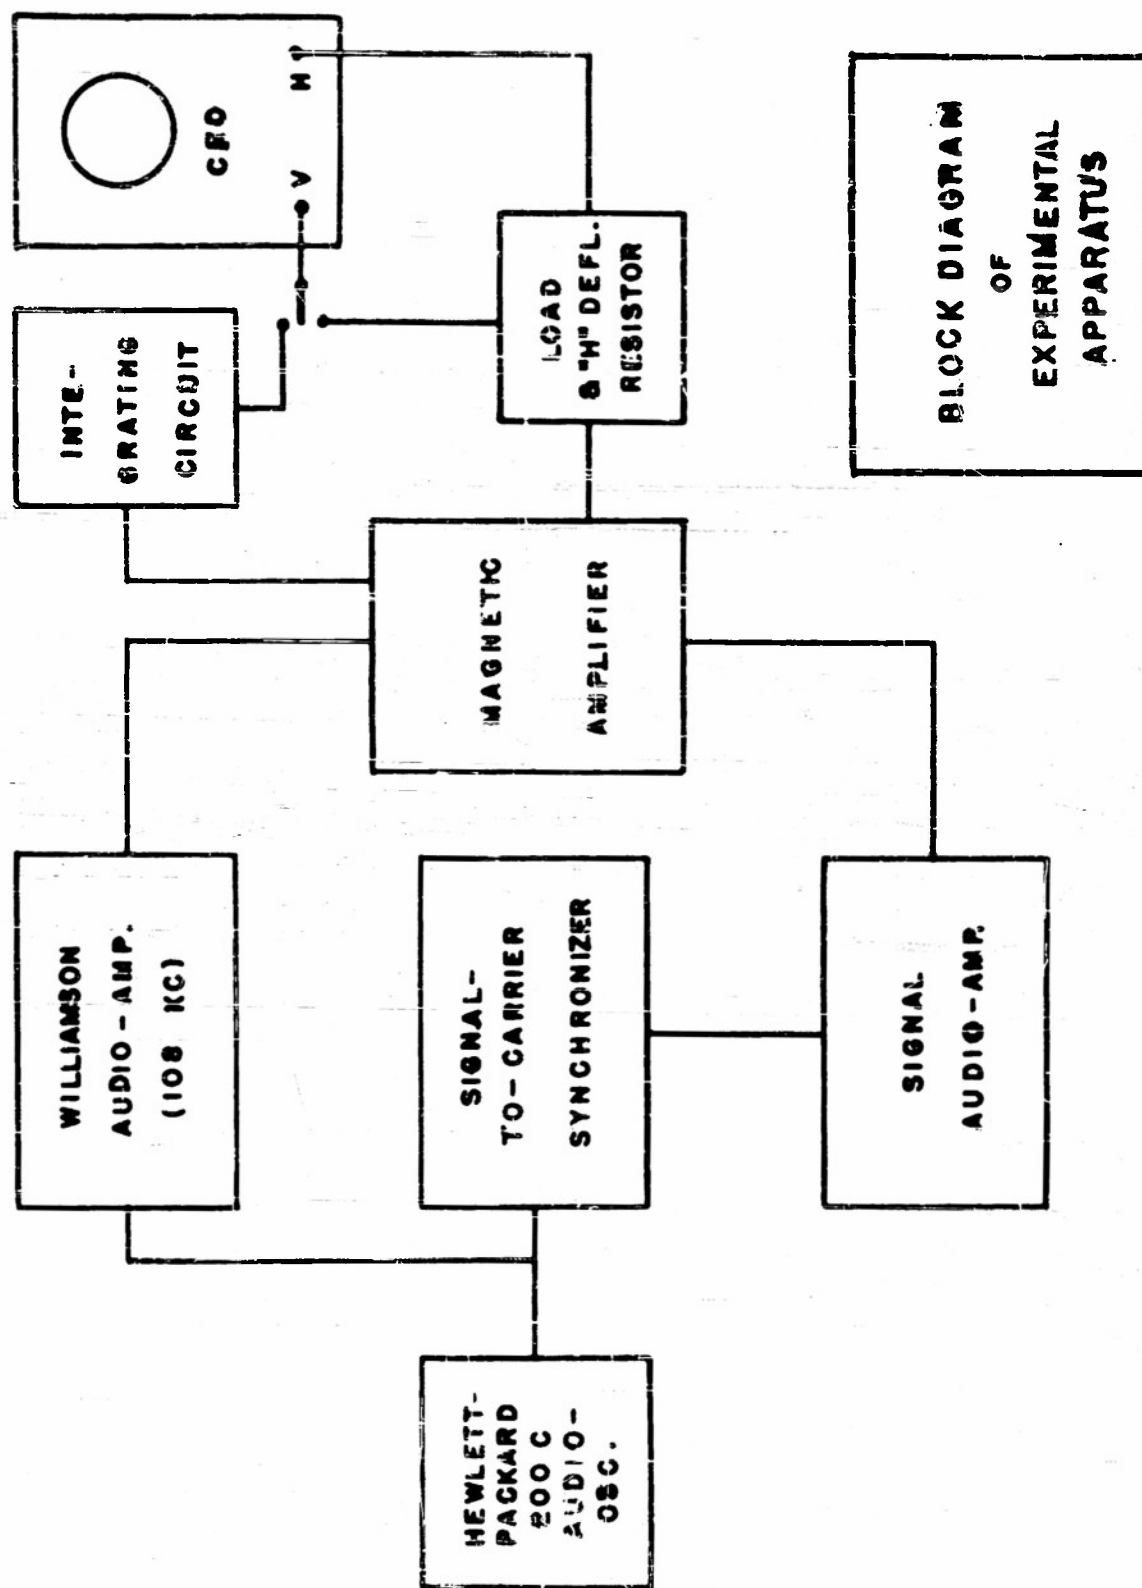 HEWLETT-
PACKARD
200 C
AUDIO-
OSC.
WILLIAMSON
AUDIO-AMP.
(108 KC)
SIGNAL-
TO-CARRIER
SYNCHRONIZER
SIGNAL
AUDIO-AMP.
MAGNETIC
AMPLIFIER
INTE-
GRATING
CIRCUIT
LOAD
& "H" DEFL.
RESISTOR
CRO
V H
BLOCK DIAGRAM
OF
EXPERIMENTAL
APPARATUS